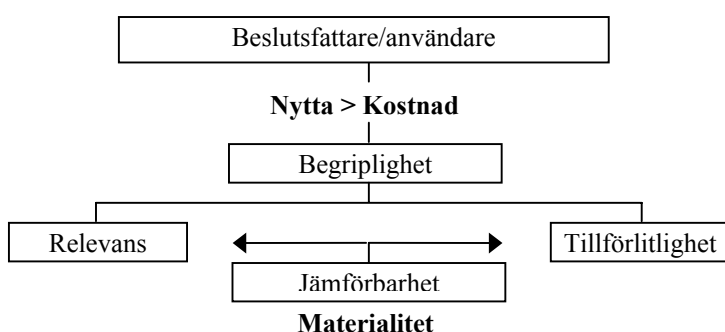 Beslutsfattare/användare
Nytta > Kostnad
Begriplighet
Relevans
Tillförlitlighet
Jämförbarhet
Materialitet